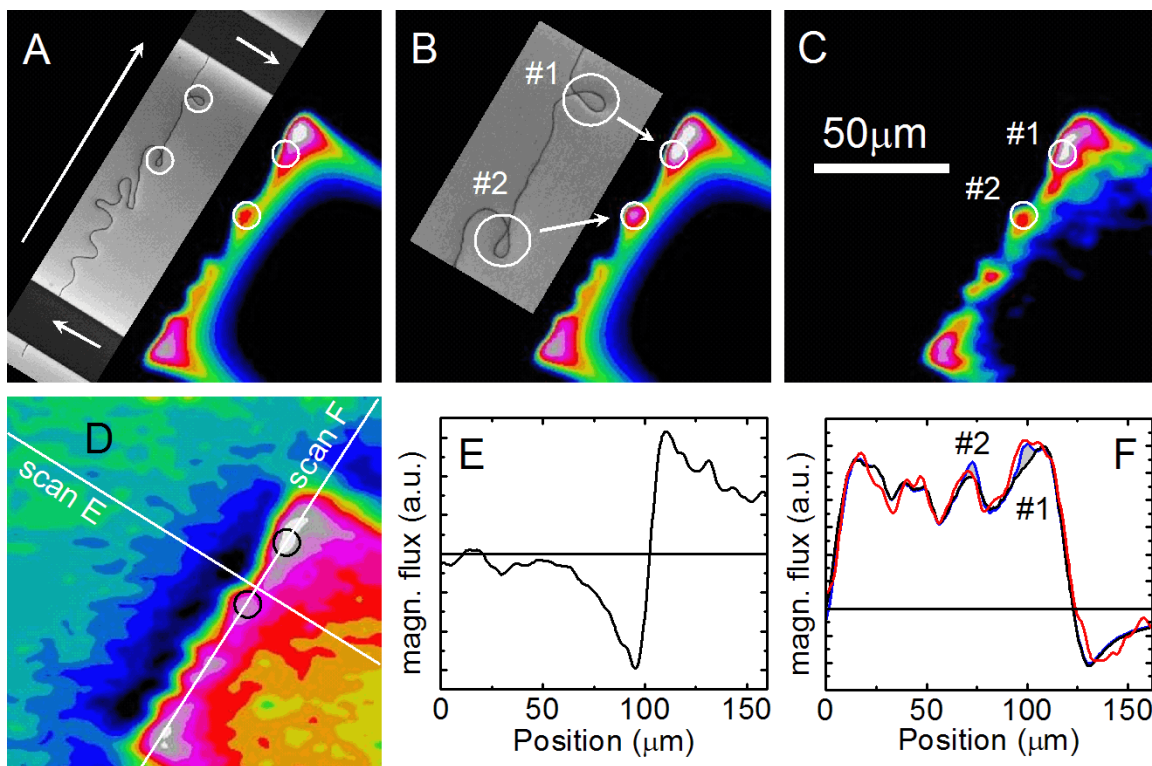 A
B
#1
#2
C
50μm
#1
#2
D
scan E
scan F
E
magn. flux (a.u.)
0
50
100
150
Position (μm)
F
#2
#1
magn. flux (a.u.)
0
50
100
150
Position (μm)